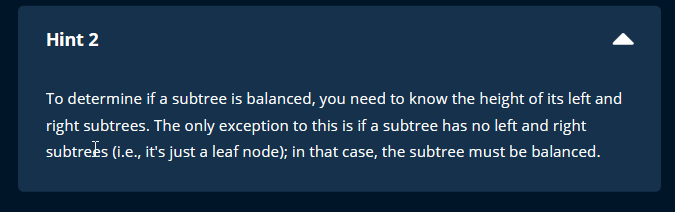 Hint 2
To determine if a subtree is balanced, you need to know the height of its left and
right subtrees. The only exception to this is if a subtree has no left and right
subtrees (i.e., it's just a leaf node); in that case, the subtree must be balanced.